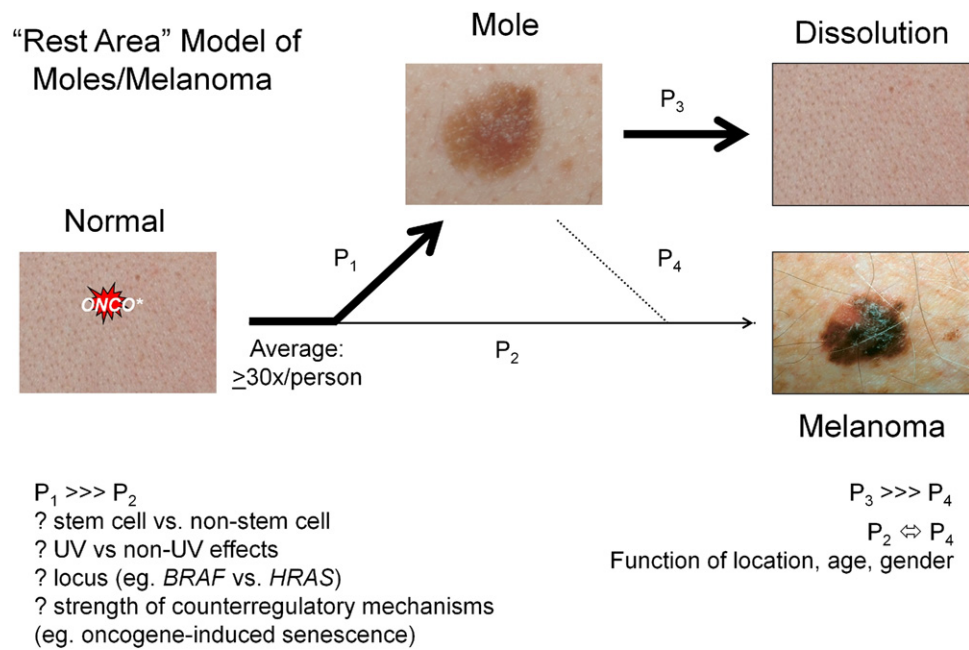 “Rest Area” Model of
Moles/Melanoma
Mole
Dissolution
P₃
Normal
ONCO*
P₁
P₄
Average:
≥30x/person
P₂
Melanoma
P₁ >>> P₂
? stem cell vs. non-stem cell
? UV vs non-UV effects
? locus (eg. BRAF vs. HRAS)
? strength of counterregulatory mechanisms
(eg. oncogene-induced senescence)
P₃ >>> P₄
P₂ ⇔ P₄
Function of location, age, gender